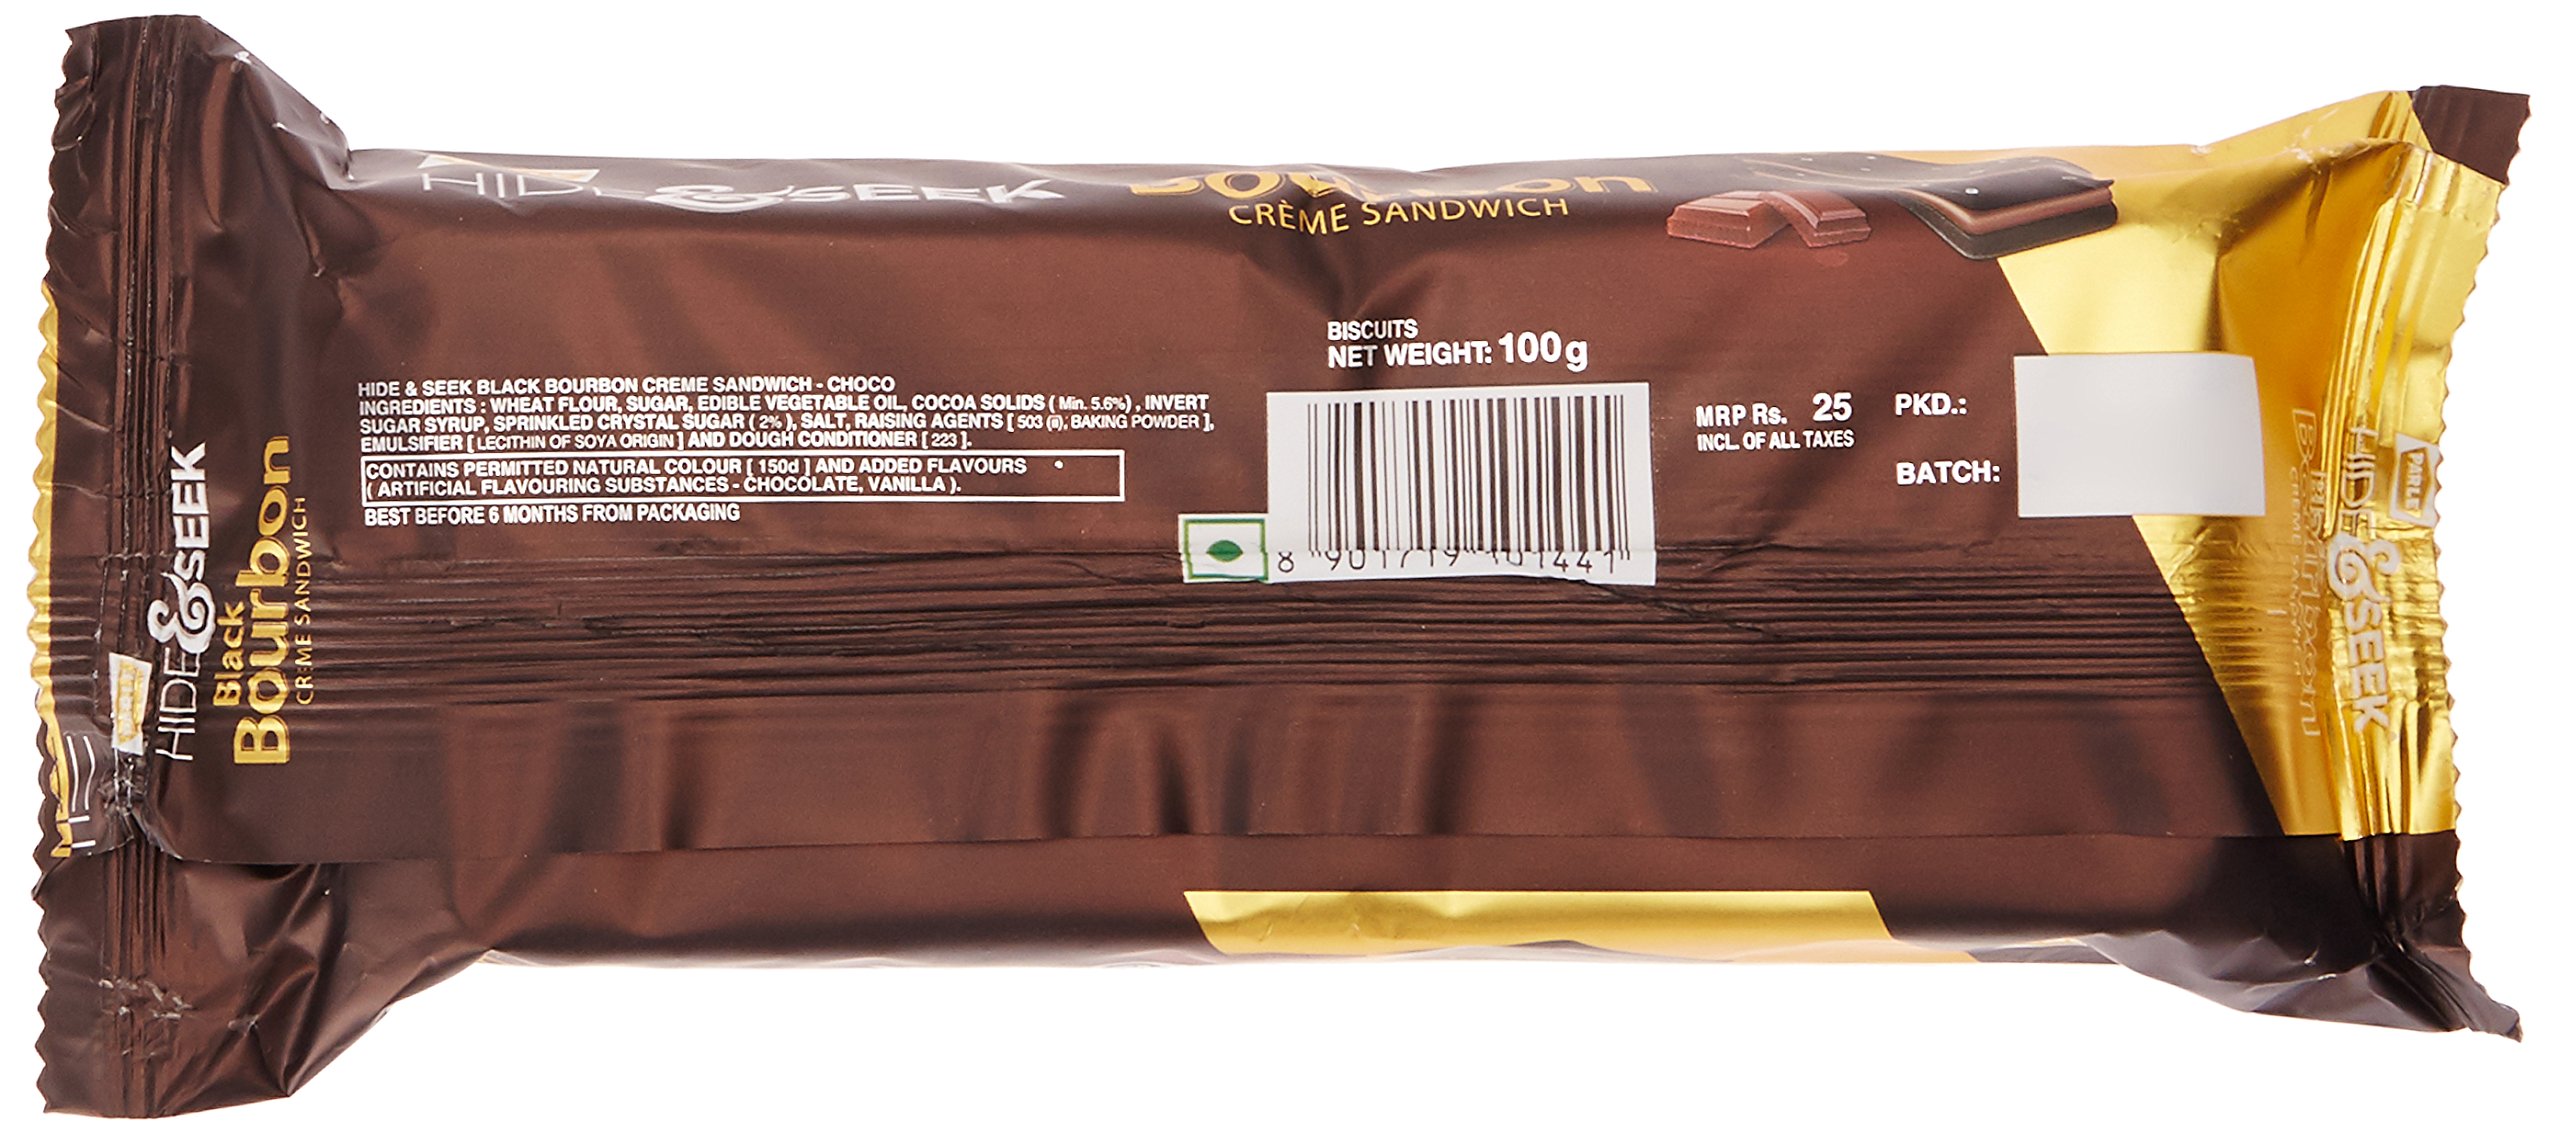 HIDE & SEEK
CRÈME SANDWICH
BISCUITS
NET WEIGHT: 100g
HIDE & SEEK BLACK BOURBON CREME SANDWICH - CHOCO
INGREDIENTS : WHEAT FLOUR, SUGAR, EDIBLE VEGETABLE OIL, COCOA SOLIDS ( Min. 5.6%) , INVERT
SUGAR SYRUP, SPRINKLED CRYSTAL SUGAR ( 2% ), SALT, RAISING AGENTS [ 503 (ii), BAKING POWDER ],
EMULSIFIER [ LECITHIN OF SOYA ORIGIN ] AND DOUGH CONDITIONER [ 223 ].
CONTAINS PERMITTED NATURAL COLOUR [ 150d ] AND ADDED FLAVOURS
( ARTIFICIAL FLAVOURING SUBSTANCES - CHOCOLATE, VANILLA ).
BEST BEFORE 6 MONTHS FROM PACKAGING
MRP Rs. 25
INCL. OF ALL TAXES
PKD.:
BATCH:
HIDE & SEEK
Black
Bourbon
CRÈME SANDWICH
PARLE
HIDE & SEEK